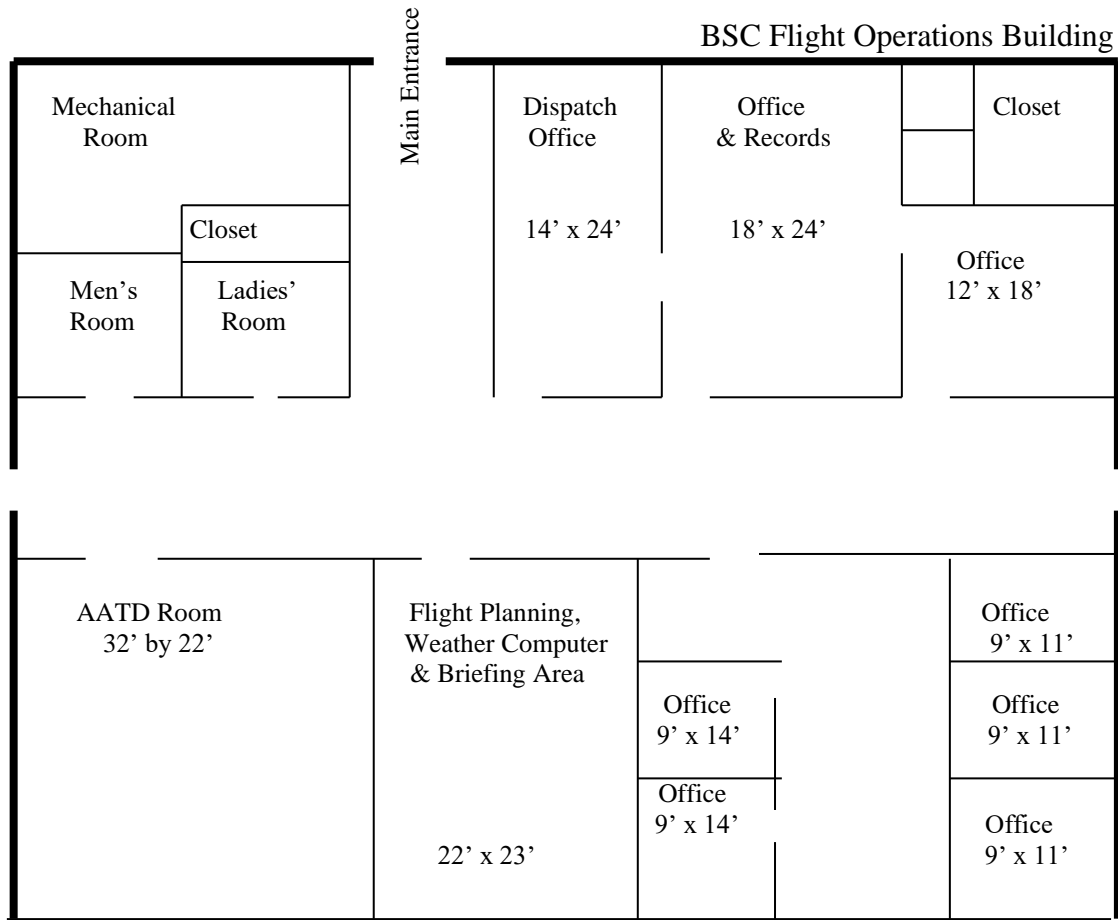 BSC Flight Operations Building
Main Entrance
Mechanical
Room
Dispatch
Office
Office
& Records
Closet
Closet
14’ x 24’
18’ x 24’
Office
12’ x 18’
Men’s
Room
Ladies’
Room
AATD Room
32’ by 22’
Flight Planning,
Weather Computer
& Briefing Area
Office
9’ x 11’
Office
9’ x 14’
Office
9’ x 11’
Office
9’ x 14’
22’ x 23’
Office
9’ x 11’